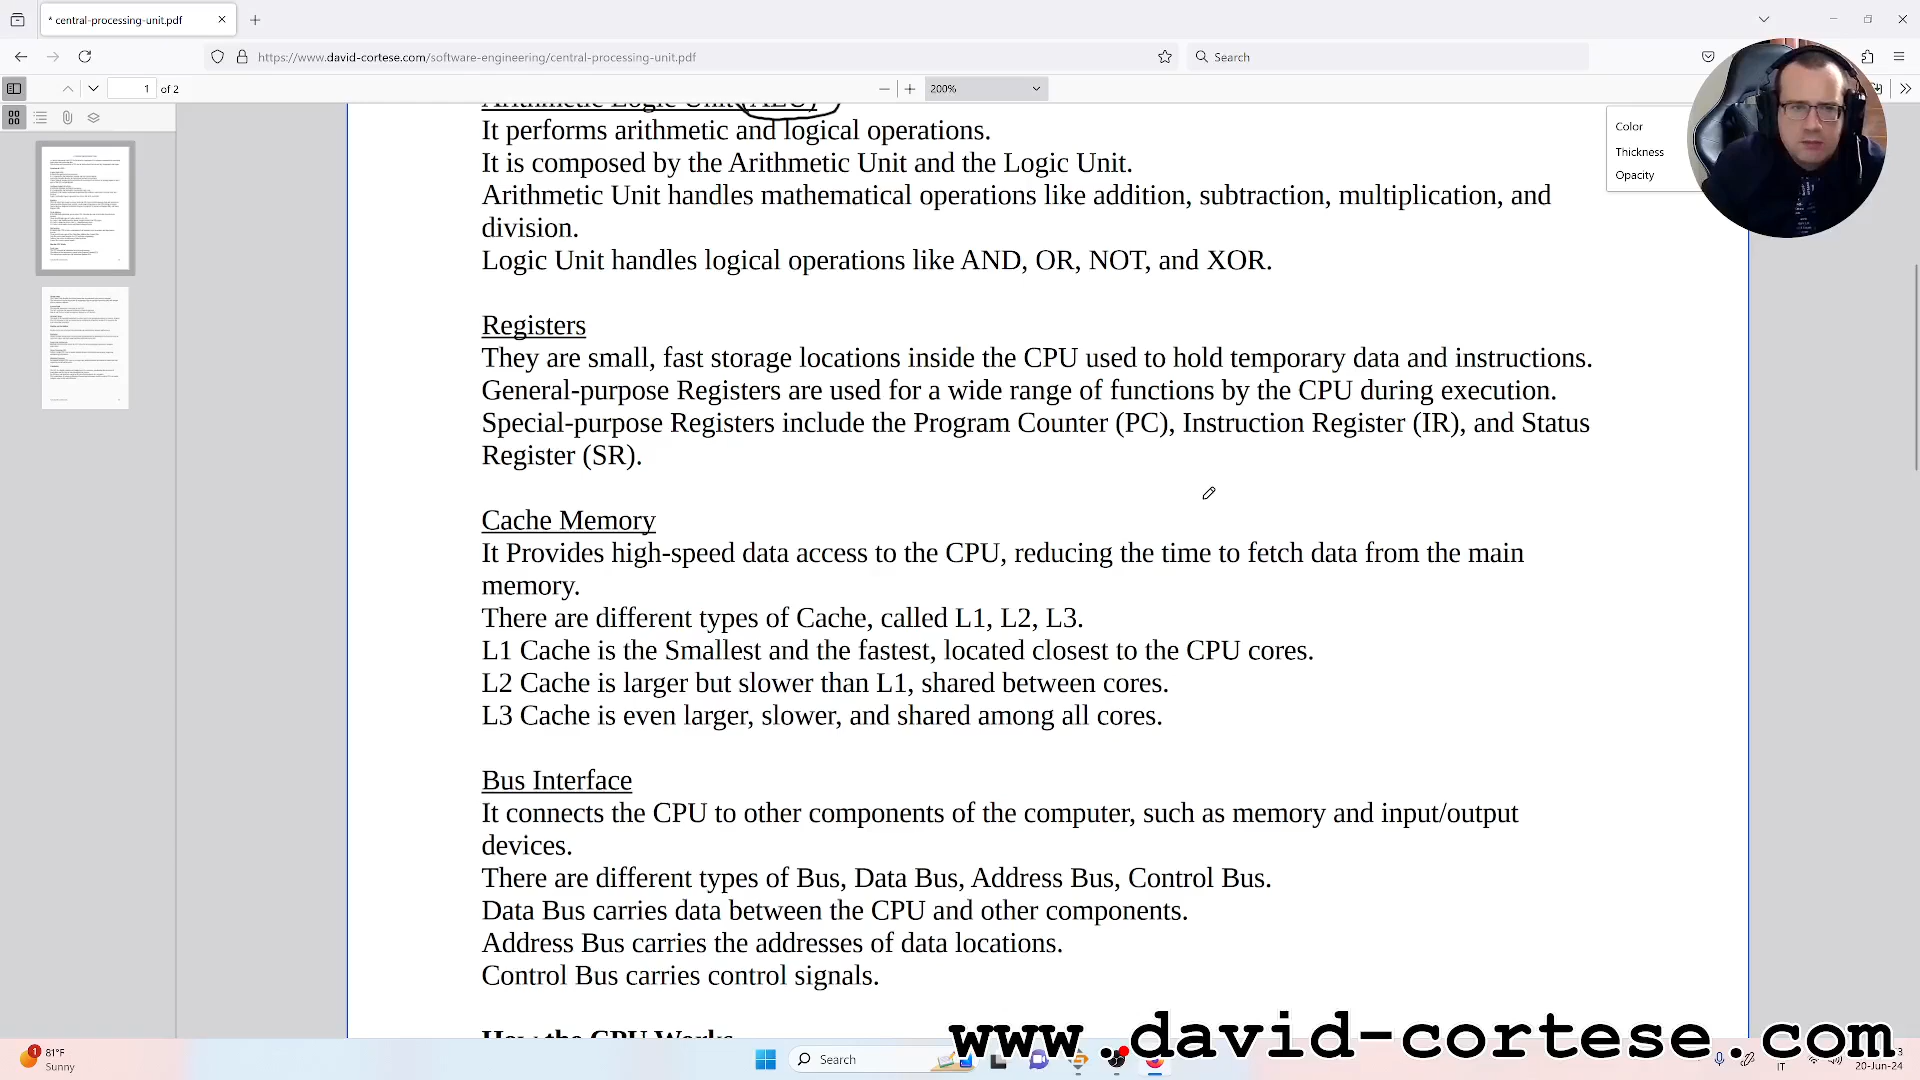 * central-processing-unit.pdf
https://www.david-cortese.com/software-engineering/central-processing-unit.pdf
Search
1 of 2
200%
Color
Thickness
Opacity
Arithmetic Logic Unit (ALU)
It performs arithmetic and logical operations.
It is composed by the Arithmetic Unit and the Logic Unit.
Arithmetic Unit handles mathematical operations like addition, subtraction, multiplication, and
division.
Logic Unit handles logical operations like AND, OR, NOT, and XOR.
Registers
They are small, fast storage locations inside the CPU used to hold temporary data and instructions.
General-purpose Registers are used for a wide range of functions by the CPU during execution.
Special-purpose Registers include the Program Counter (PC), Instruction Register (IR), and Status
Register (SR).
Cache Memory
It Provides high-speed data access to the CPU, reducing the time to fetch data from the main
memory.
There are different types of Cache, called L1, L2, L3.
L1 Cache is the Smallest and the fastest, located closest to the CPU cores.
L2 Cache is larger but slower than L1, shared between cores.
L3 Cache is even larger, slower, and shared among all cores.
Bus Interface
It connects the CPU to other components of the computer, such as memory and input/output
devices.
There are different types of Bus, Data Bus, Address Bus, Control Bus.
Data Bus carries data between the CPU and other components.
Address Bus carries the addresses of data locations.
Control Bus carries control signals.
How the CPU Works
www.david-cortese.com
1
81°F
Sunny
Search
IT
20-Jun-24